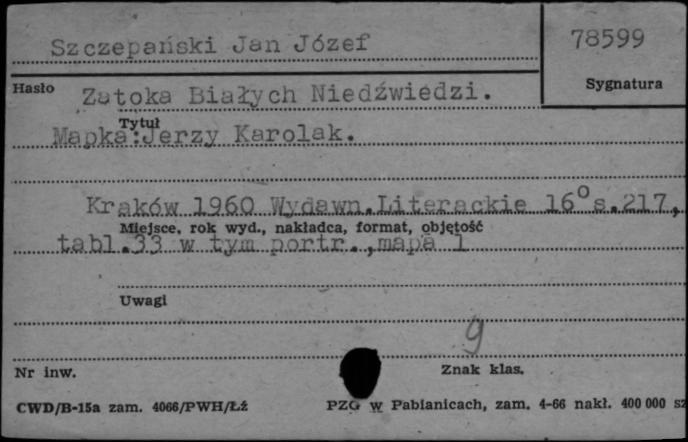 Szczepański Jan Józef
78599
Hasło
Sygnatura
Zatoka Białych Niedźwiedzi.
Tytuł
Mapka:Jerzy Karolak.
Kraków 1960 Wydawn.Literackie 16° s.217,
Miejsce, rok wyd., nakładca, format, objętość
tabl.33 w tym portr.,mapa 1
Uwagi
9
Nr inw.
Znak klas.
CWD/B-15a zam. 4066/PWH/Łź
PZG w Pabianicach, zam. 4-66 nakł. 400 000 sz